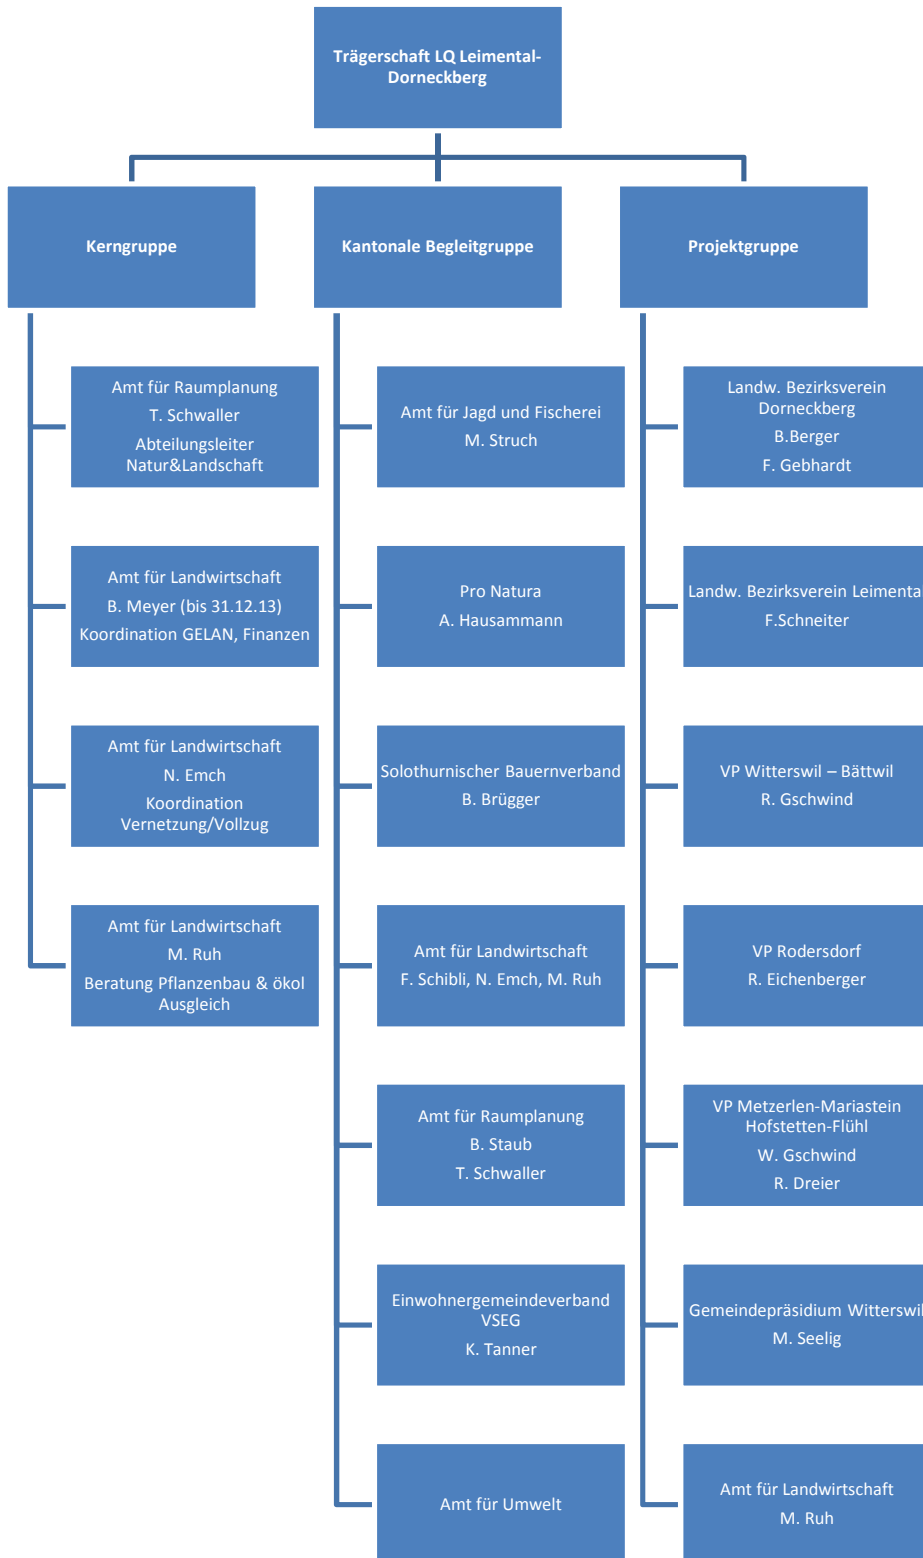 Trägerschaft LQ Leimental-
Dorneckberg
Kerngruppe
Amt für Raumplanung
T. Schwaller
Abteilungsleiter
Natur&Landschaft
Amt für Landwirtschaft
B. Meyer (bis 31.12.13)
Koordination GELAN, Finanzen
Amt für Landwirtschaft
N. Emch
Koordination
Vernetzung/Vollzug
Amt für Landwirtschaft
M. Ruh
Beratung Pflanzenbau & ökol
Ausgleich
Kantonale Begleitgruppe
Amt für Jagd und Fischerei
M. Struch
Pro Natura
A. Hausammann
Solothurnischer Bauernverband
B. Brügger
Amt für Landwirtschaft
F. Schibli, N. Emch, M. Ruh
Amt für Raumplanung
B. Staub
T. Schwaller
Einwohnergemeindeverband
VSEG
K. Tanner
Amt für Umwelt
Projektgruppe
Landw. Bezirksverein
Dorneckberg
B.Berger
F. Gebhardt
Landw. Bezirksverein Leimental
F.Schneiter
VP Witterswil – Bättwil
R. Gschwind
VP Rodersdorf
R. Eichenberger
VP Metzerlen-Mariastein
Hofstetten-Flühl
W. Gschwind
R. Dreier
Gemeindepräsidium Witterswil
M. Seelig
Amt für Landwirtschaft
M. Ruh